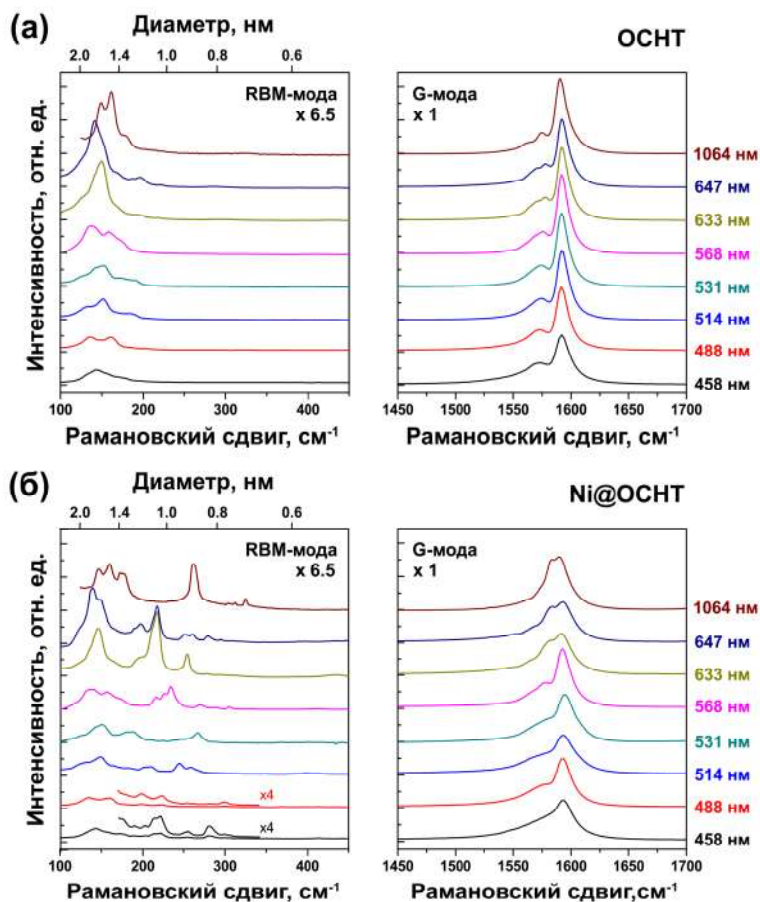 (а)
Диаметр, нм
ОСНТ
2.0 1.4 1.0 0.8 0.6
RBM-мода
x 6.5
G-мода
x 1
Интенсивность, отн. ед.
1064 нм
647 нм
633 нм
568 нм
531 нм
514 нм
488 нм
458 нм
100 200 300 400
1450 1500 1550 1600 1650 1700
Рамановский сдвиг, см-1
Рамановский сдвиг, см-1
(б)
Диаметр, нм
Ni@ОСНТ
2.0 1.4 1.0 0.8 0.6
RBM-мода
x 6.5
G-мода
x 1
Интенсивность, отн. ед.
1064 нм
647 нм
633 нм
568 нм
531 нм
514 нм
x4
488 нм
x4
458 нм
100 200 300 400
1450 1500 1550 1600 1650 1700
Рамановский сдвиг, см-1
Рамановский сдвиг,см-1